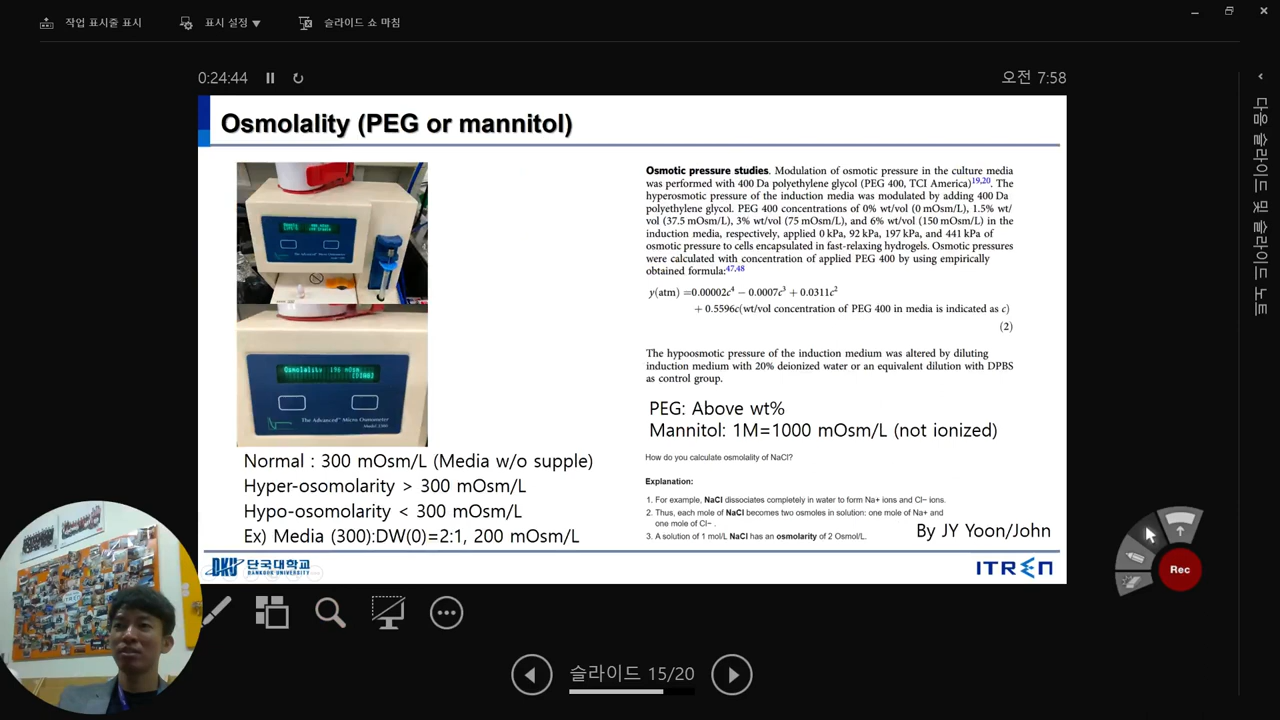 작업 표시줄 표시
표시 설정 ▼
슬라이드 쇼 마침
0:24:44
오전 7:58
다음 슬라이드 및 슬라이드 노트
Osmolality (PEG or mannitol)
Osmolality 196 mOsm
The Advanced™ Micro Osmometer
Normal : 300 mOsm/L (Media w/o supple)
Hyper-osomolarity > 300 mOsm/L
Hypo-osomolarity < 300 mOsm/L
Ex) Media (300):DW(0)=2:1, 200 mOsm/L
Osmotic pressure studies. Modulation of osmotic pressure in the culture media
was performed with 400 Da polyethylene glycol (PEG 400, TCI America)19,20. The
hyperosmotic pressure of the induction media was modulated by adding 400 Da
polyethylene glycol. PEG 400 concentrations of 0% wt/vol (0 mOsm/L), 1.5% wt/
vol (37.5 mOsm/L), 3% wt/vol (75 mOsm/L), and 6% wt/vol (150 mOsm/L) in the
induction media, respectively, applied 0 kPa, 92 kPa, 197 kPa, and 441 kPa of
osmotic pressure to cells encapsulated in fast-relaxing hydrogels. Osmotic pressures
were calculated with concentration of applied PEG 400 by using empirically
obtained formula:47,48
y(atm) =0.00002c⁴ − 0.0007c³ + 0.0311c²
+ 0.5596c(wt/vol concentration of PEG 400 in media is indicated as c)
(2)
The hypoosmotic pressure of the induction medium was altered by diluting
induction medium with 20% deionized water or an equivalent dilution with DPBS
as control group.
PEG: Above wt%
Mannitol: 1M=1000 mOsm/L (not ionized)
How do you calculate osmolality of NaCl?
Explanation:
1. For example, NaCl dissociates completely in water to form Na+ ions and Cl− ions.
2. Thus, each mole of NaCl becomes two osmoles in solution: one mole of Na+ and
one mole of Cl− .
3. A solution of 1 mol/L NaCl has an osmolarity of 2 Osmol/L.
By JY Yoon/John
DKU 단국대학교
DANKOOK UNIVERSITY
ITREN
Rec
슬라이드 15/20